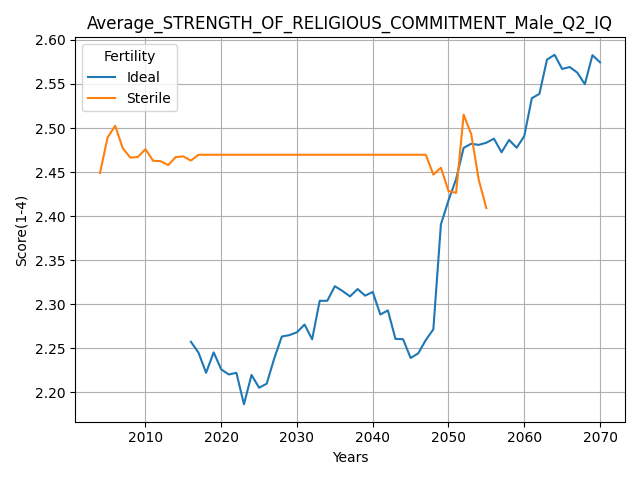 Average_STRENGTH_OF_RELIGIOUS_COMMITMENT_Male_Q2_IQ
Fertility
Ideal
Sterile
Score(1-4)
2.60
2.55
2.50
2.45
2.40
2.35
2.30
2.25
2.20
2010 2020 2030 2040 2050 2060 2070
Years